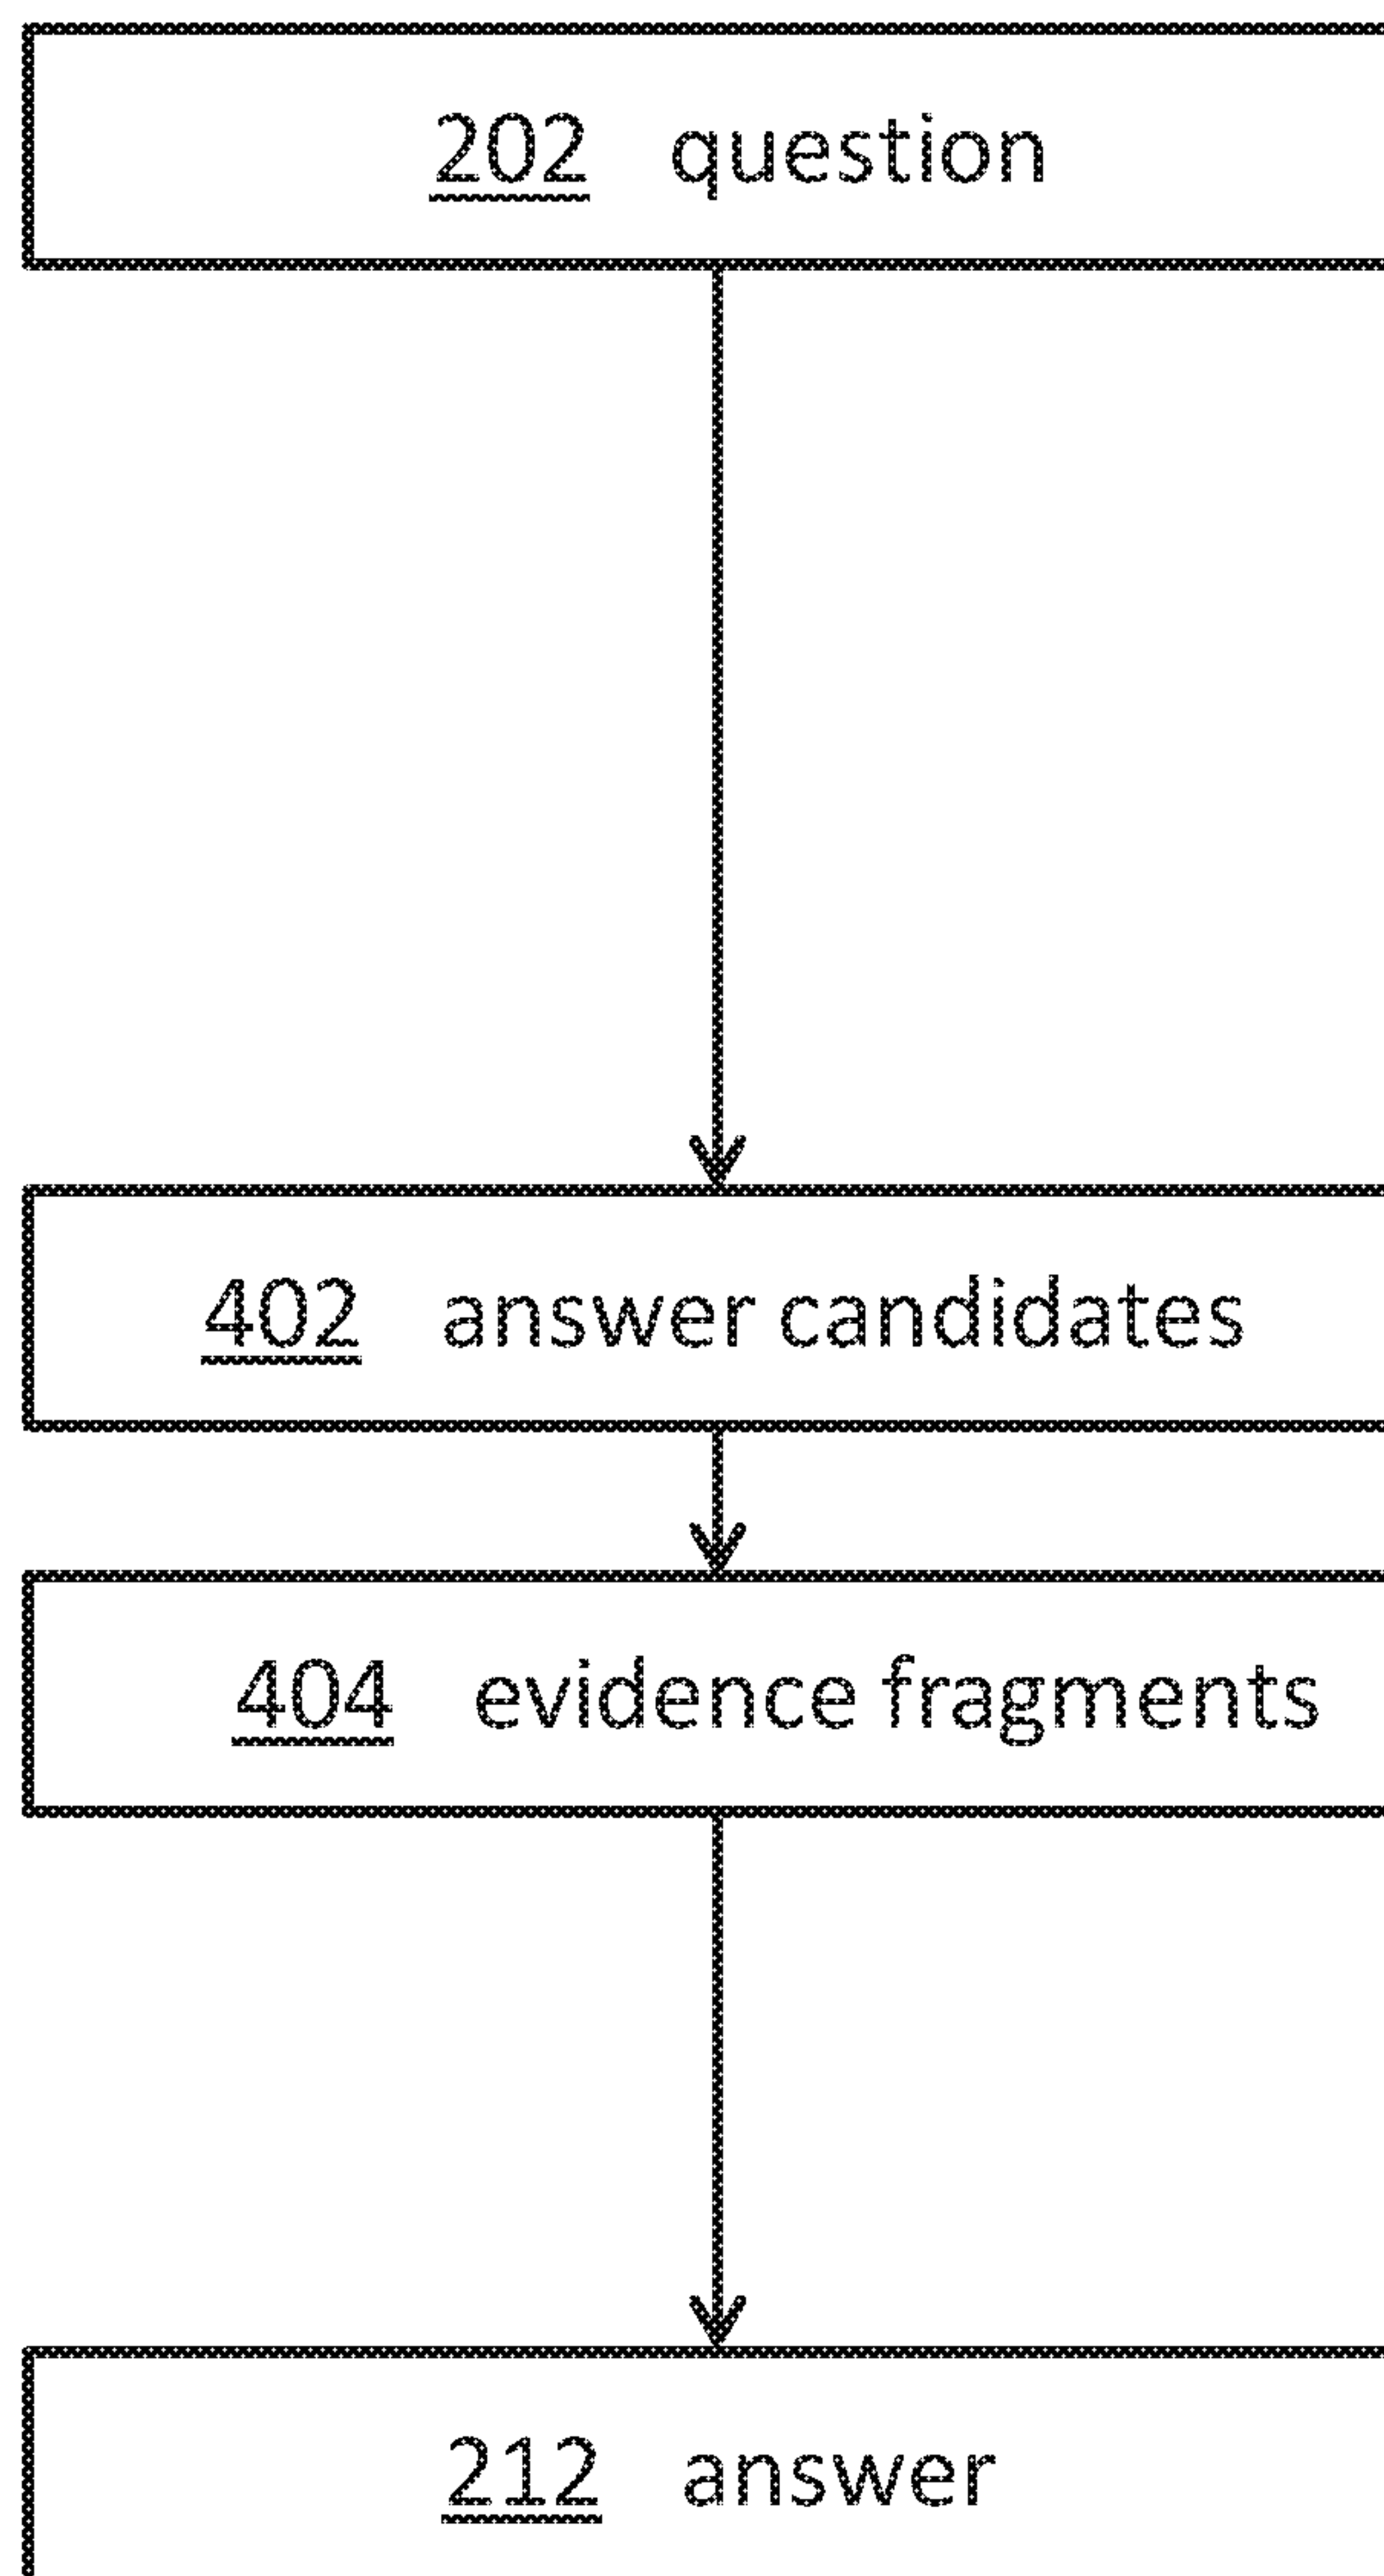 202 question
402 answer candidates
404 evidence fragments
212 answer